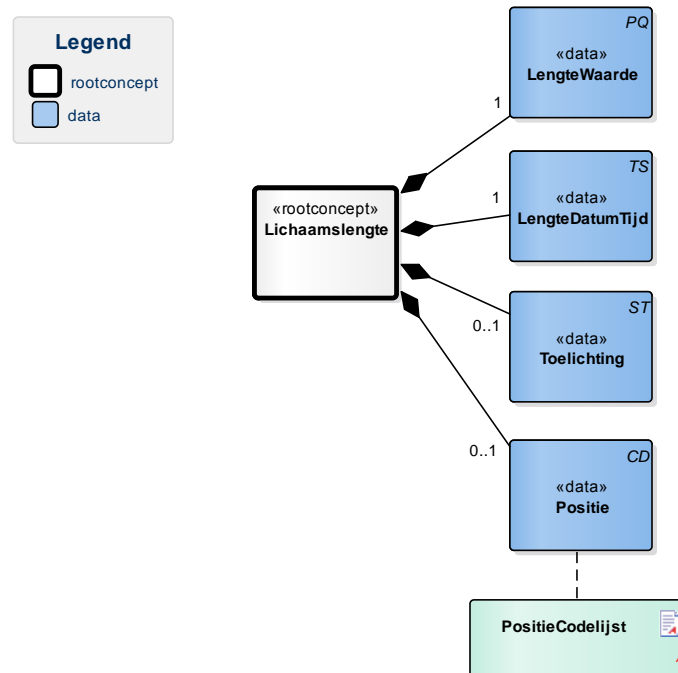 Legend
rootconcept
data
PQ
«data»
LengteWaarde
1
TS
«data»
LengteDatumTijd
1
«rootconcept»
Lichaamslengte
ST
«data»
Toelichting
0..1
CD
«data»
Positie
0..1
PositieCodelijst